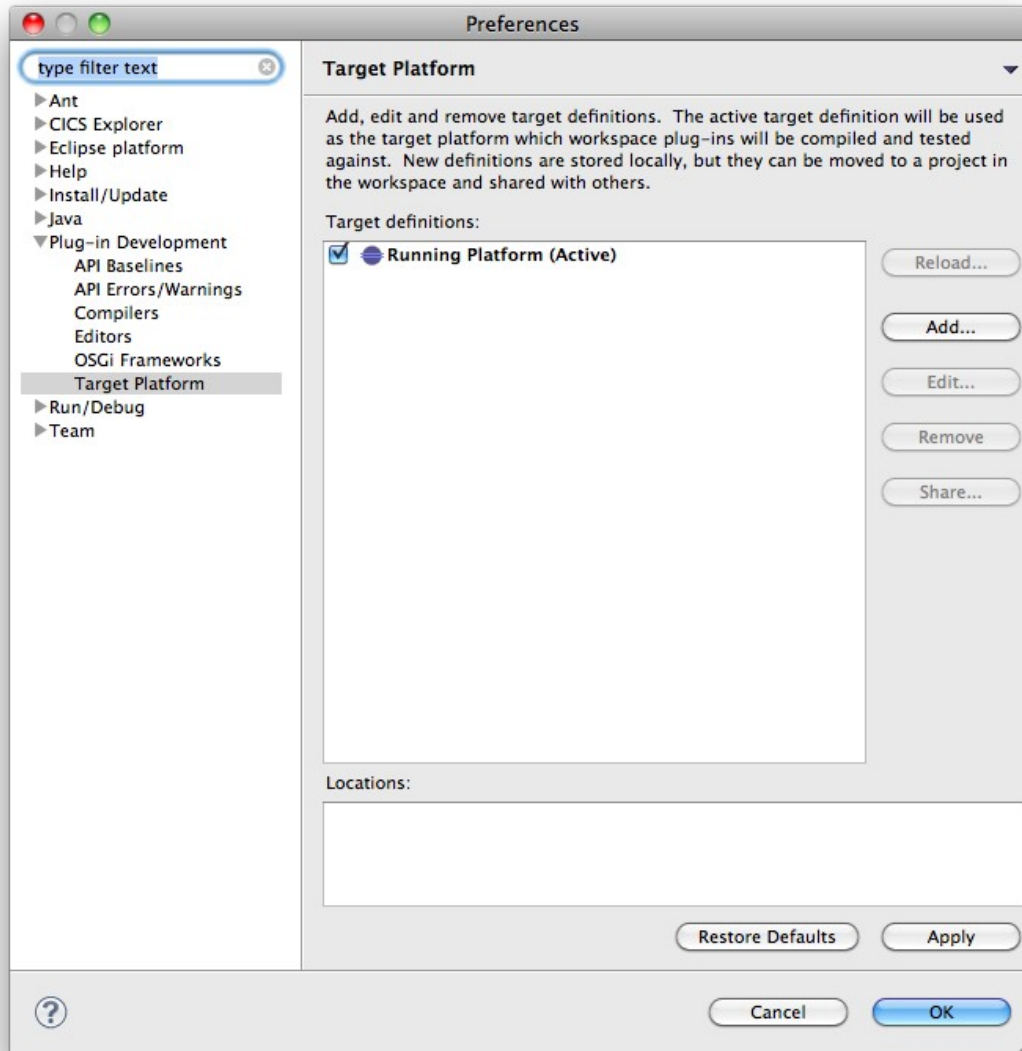 Preferences
type filter text
Ant
CICS Explorer
Eclipse platform
Help
Install/Update
Java
Plug-in Development
API Baselines
API Errors/Warnings
Compilers
Editors
OSGi Frameworks
Target Platform
Run/Debug
Team
Target Platform
Add, edit and remove target definitions.  The active target definition will be used
as the target platform which workspace plug-ins will be compiled and tested
against.  New definitions are stored locally, but they can be moved to a project in
the workspace and shared with others.
Target definitions:
Running Platform (Active)
Reload...
Add...
Edit...
Remove
Share...
Locations:
Restore Defaults
Apply
?
Cancel
OK